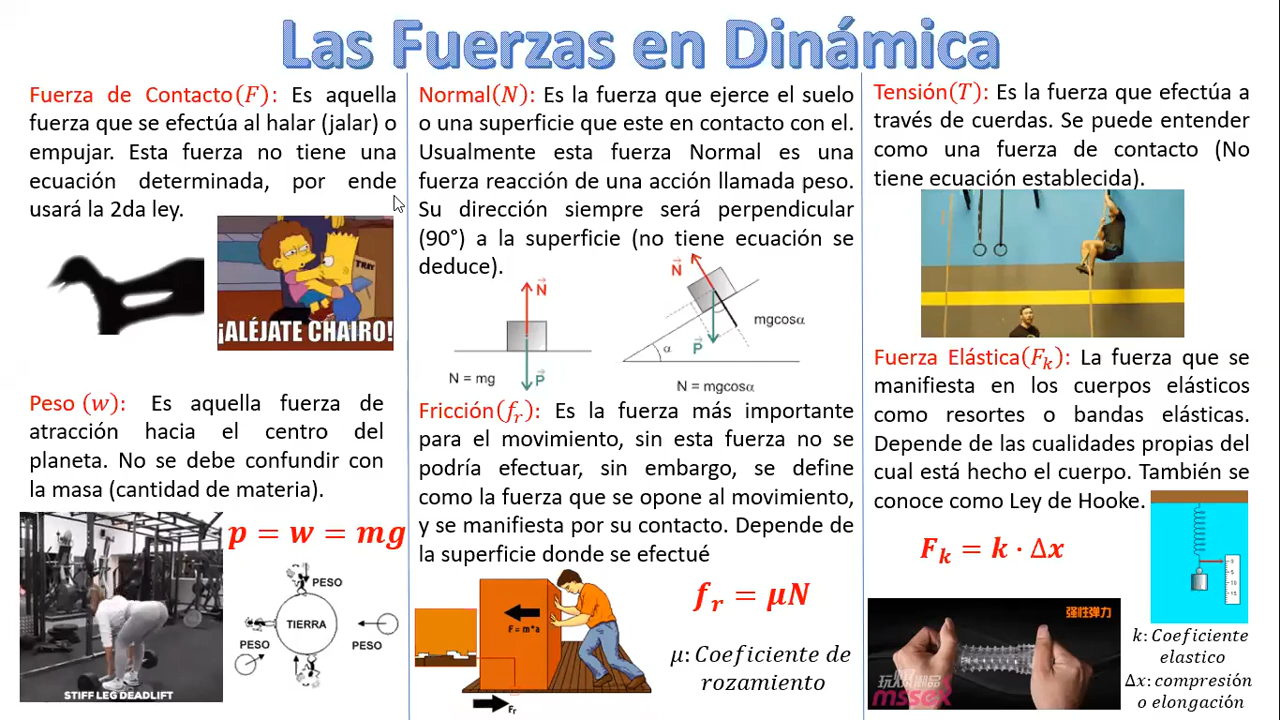 Las Fuerzas en Dinámica
Fuerza de Contacto(F): Es aquella
fuerza que se efectúa al halar (jalar) o
empujar. Esta fuerza no tiene una
ecuación determinada, por ende
usará la 2da ley.
TRAY
¡ALÉJATE CHAIRO!
Peso (w): Es aquella fuerza de
atracción hacia el centro del
planeta. No se debe confundir con
la masa (cantidad de materia).
p = w = mg
STIFF LEG DEADLIFT
PESO
TIERRA
PESO
PESO
Normal(N): Es la fuerza que ejerce el suelo
o una superficie que este en contacto con el.
Usualmente esta fuerza Normal es una
fuerza reacción de una acción llamada peso.
Su dirección siempre será perpendicular
(90°) a la superficie (no tiene ecuación se
deduce).
N
P
N = mg
N
P
α
mgcosα
N = mgcosα
Fricción(fr): Es la fuerza más importante
para el movimiento, sin esta fuerza no se
podría efectuar, sin embargo, se define
como la fuerza que se opone al movimiento,
y se manifiesta por su contacto. Depende de
la superficie donde se efectué
F = m*a
Fr
fr = μN
μ: Coeficiente de
rozamiento
Tensión(T): Es la fuerza que efectúa a
través de cuerdas. Se puede entender
como una fuerza de contacto (No
tiene ecuación establecida).
Fuerza Elástica(Fk): La fuerza que se
manifiesta en los cuerpos elásticos
como resortes o bandas elásticas.
Depende de las cualidades propias del
cual está hecho el cuerpo. También se
conoce como Ley de Hooke.
Fk = k · Δx
强性弹力
k: Coeficiente
elastico
Δx: compresión
o elongación